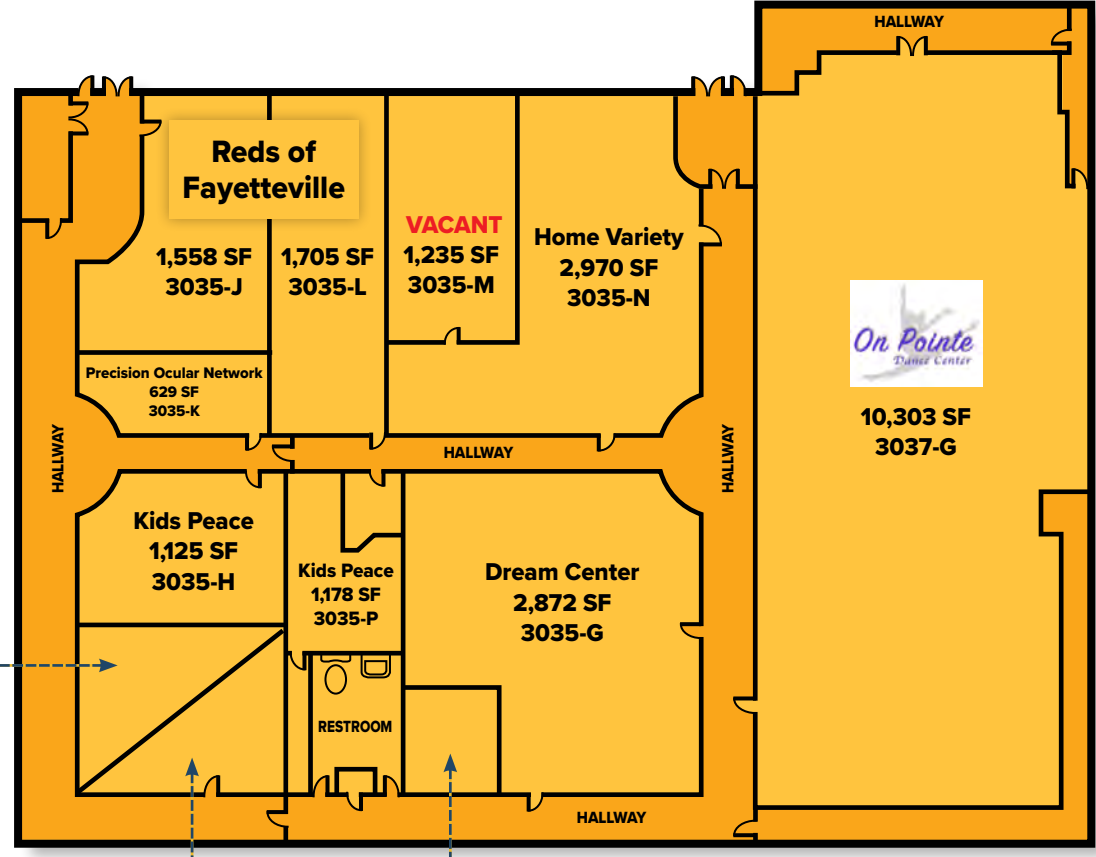 HALLWAY
Reds of
Fayetteville
1,558 SF
3035-J
1,705 SF
3035-L
VACANT
1,235 SF
3035-M
Home Variety
2,970 SF
3035-N
On Pointe
Dance Center
10,303 SF
3037-G
Precision Ocular Network
629 SF
3035-K
HALLWAY
HALLWAY
HALLWAY
Kids Peace
1,125 SF
3035-H
Kids Peace
1,178 SF
3035-P
Dream Center
2,872 SF
3035-G
RESTROOM
HALLWAY